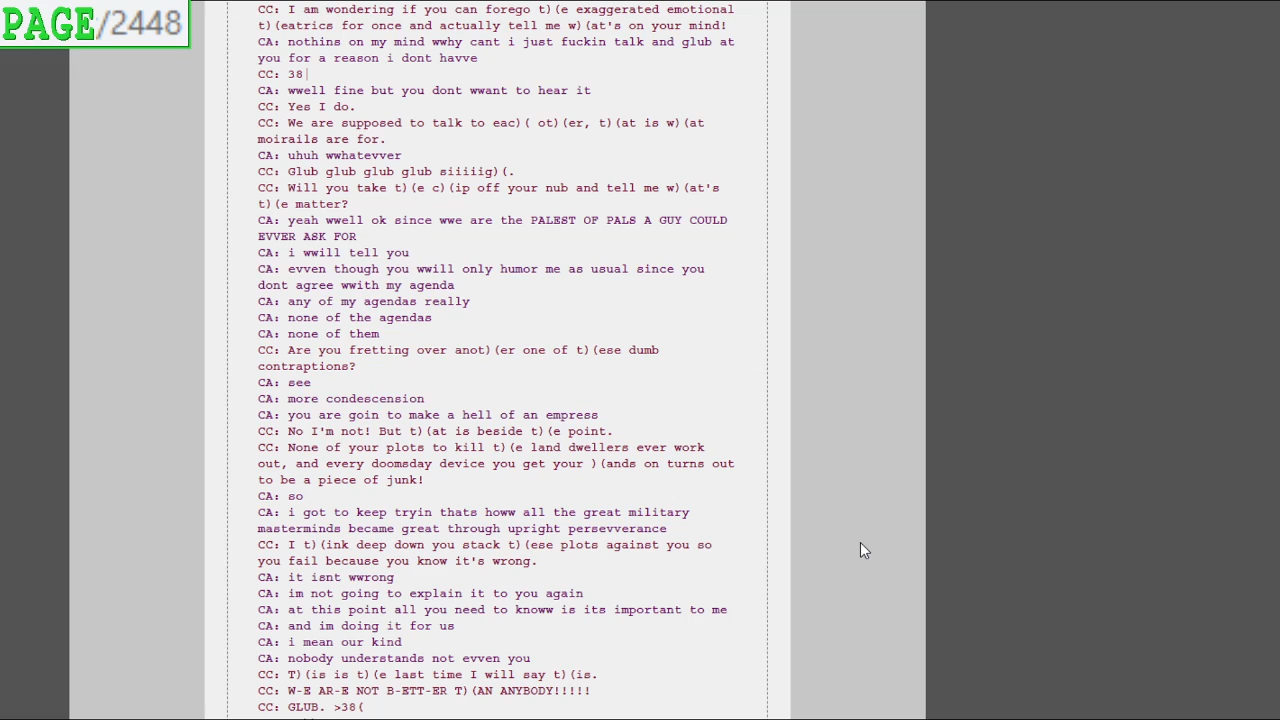 PAGE/2448
CC: I am wondering if you can forego t)(e exaggerated emotional
t)(eatrics for once and actually tell me w)(at's on your mind!
CA: nothins on my mind wwhy cant i just fuckin talk and glub at
you for a reason i dont havve
CC: 38|
CA: wwell fine but you dont wwant to hear it
CC: Yes I do.
CC: We are supposed to talk to eac)( ot)(er, t)(at is w)(at
moirails are for.
CA: uhuh wwhatevver
CC: Glub glub glub glub siiiiig)(.
CC: Will you take t)(e c)(ip off your nub and tell me w)(at's
t)(e matter?
CA: yeah wwell ok since wwe are the PALEST OF PALS A GUY COULD
EVVER ASK FOR
CA: i wwill tell you
CA: evven though you wwill only humor me as usual since you
dont agree wwith my agenda
CA: any of my agendas really
CA: none of the agendas
CA: none of them
CC: Are you fretting over anot)(er one of t)(ese dumb
contraptions?
CA: see
CA: more condescension
CA: you are goin to make a hell of an empress
CC: No I'm not! But t)(at is beside t)(e point.
CC: None of your plots to kill t)(e land dwellers ever work
out, and every doomsday device you get your )(ands on turns out
to be a piece of junk!
CA: so
CA: i got to keep tryin thats howw all the great military
masterminds became great through upright persevverance
CC: I t)(ink deep down you stack t)(ese plots against you so
you fail because you know it's wrong.
CA: it isnt wwrong
CA: im not going to explain it to you again
CA: at this point all you need to knoww is its important to me
CA: and im doing it for us
CA: i mean our kind
CA: nobody understands not evven you
CC: T)(is is t)(e last time I will say t)(is.
CC: W-E AR-E NOT B-ETT-ER T)(AN ANYBODY!!!!!
CC: GLUB. >38(